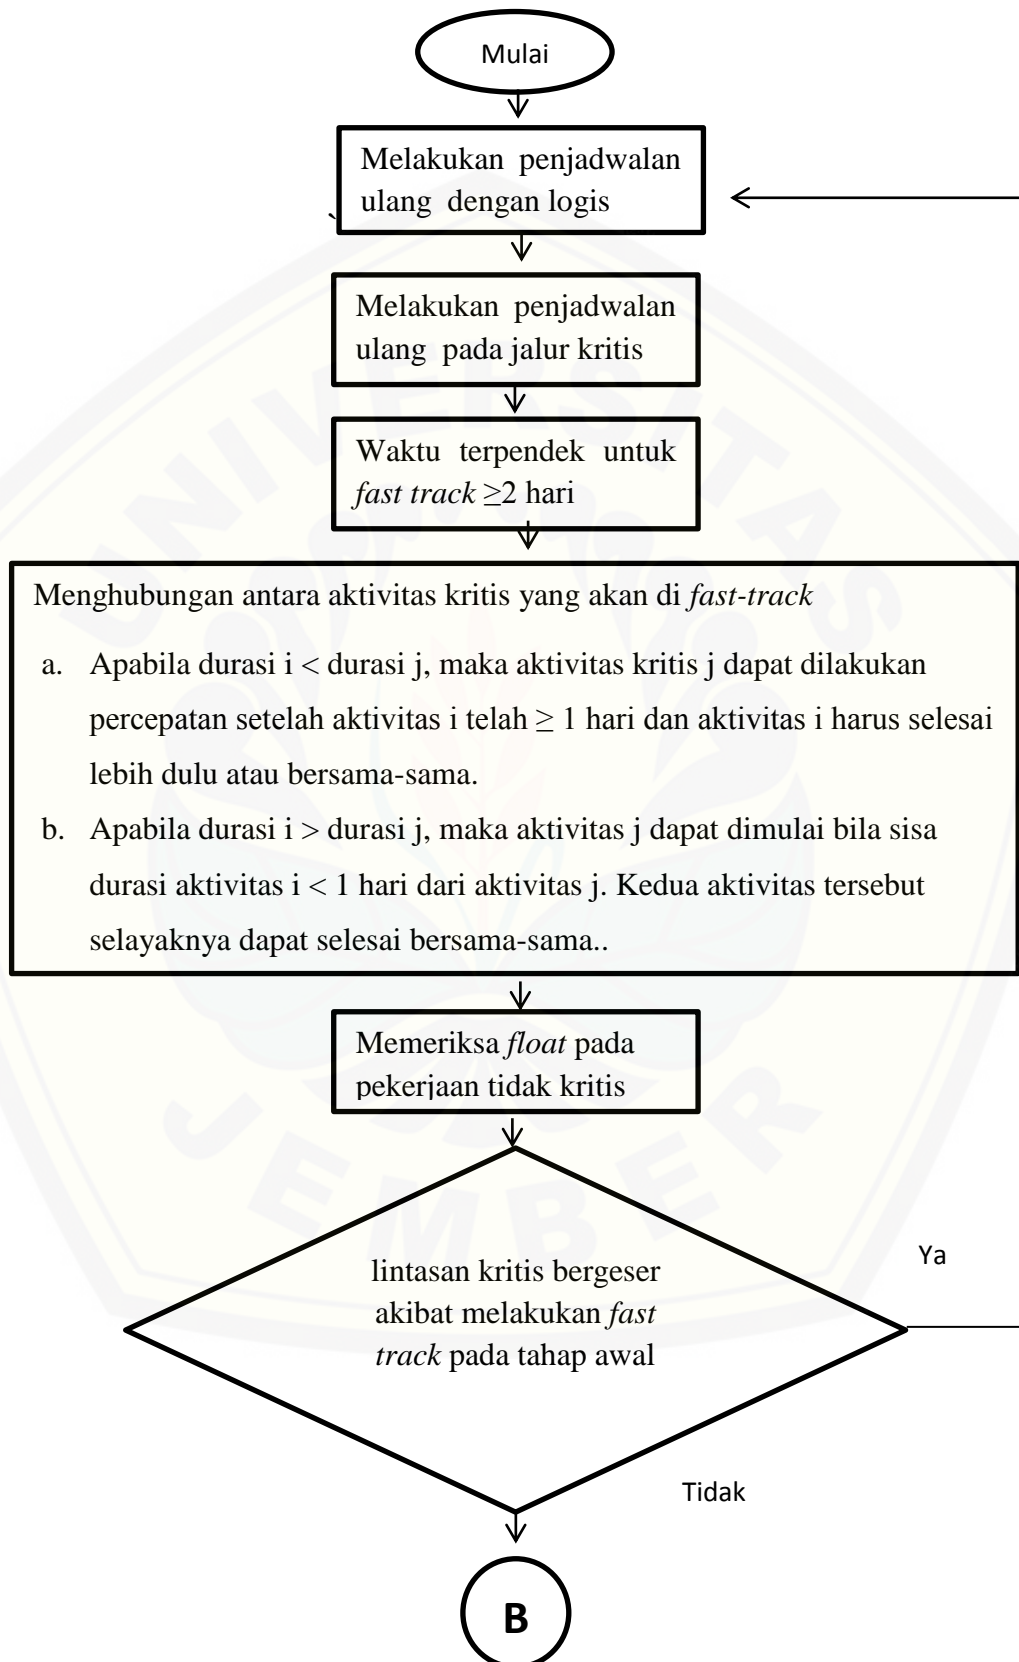 Mulai
Melakukan penjadwalan
ulang dengan logis
Melakukan penjadwalan
ulang pada jalur kritis
Waktu terpendek untuk
fast track ≥2 hari
Menghubungan antara aktivitas kritis yang akan di fast-track
a. Apabila durasi i < durasi j, maka aktivitas kritis j dapat dilakukan
percepatan setelah aktivitas i telah ≥ 1 hari dan aktivitas i harus selesai
lebih dulu atau bersama-sama.
b. Apabila durasi i > durasi j, maka aktivitas j dapat dimulai bila sisa
durasi aktivitas i < 1 hari dari aktivitas j. Kedua aktivitas tersebut
selayaknya dapat selesai bersama-sama..
Memeriksa float pada
pekerjaan tidak kritis
lintasan kritis bergeser
akibat melakukan fast
track pada tahap awal
Ya
Tidak
B
UNIVERSITAS
JEMBER